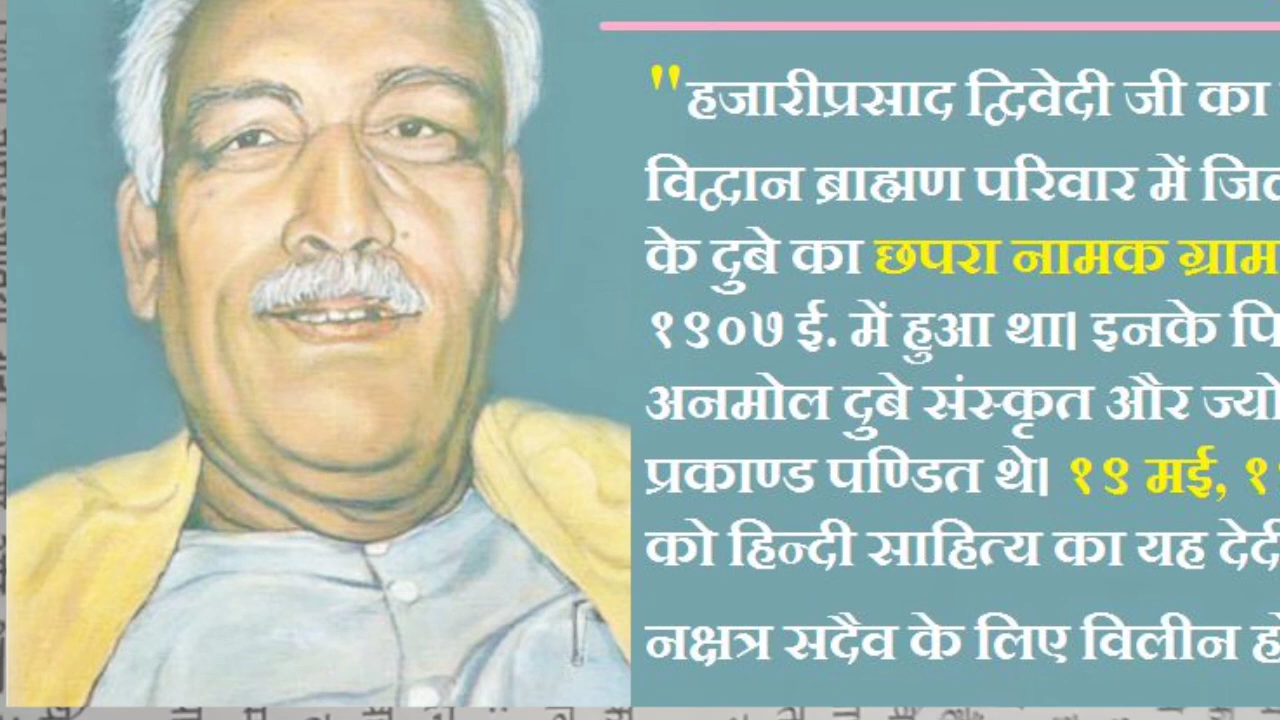 "हजारीप्रसाद द्विवेदी जी का
विद्वान ब्राह्मण परिवार में
के दुबे का छपरा नामक ग्राम
१९०७ ई. में हुआ था| इनके
अनमोल दुबे संस्कृत और
प्रकाण्ड पण्डित थे| १९ मई,
को हिन्दी साहित्य का यह
नक्षत्र सदैव के लिए विलीन